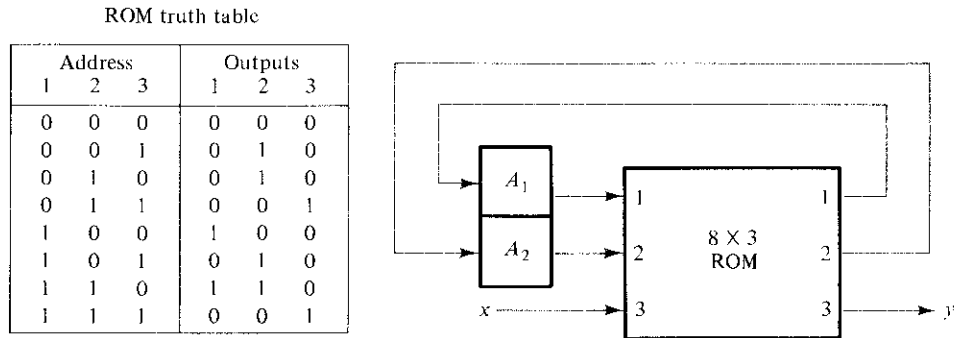 ROM truth table
Address Outputs
1 2 3 1 2 3
0 0 0 0 0 0
0 0 1 0 1 0
0 1 0 0 1 0
0 1 1 0 0 1
1 0 0 1 0 0
1 0 1 0 1 0
1 1 0 1 1 0
1 1 1 0 0 1
A1
A2
x
1 1
8 X 3
ROM
2 2
3 3
y